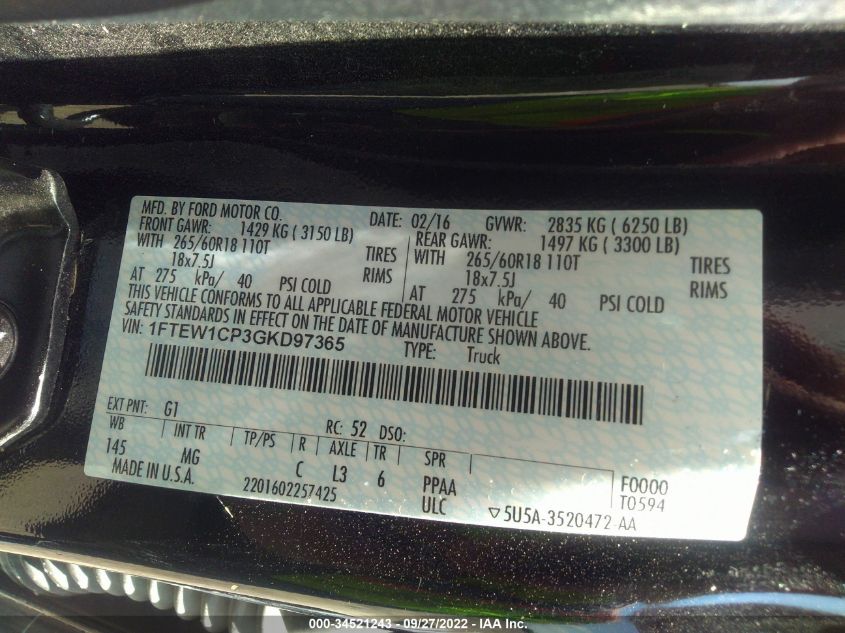 MFD. BY FORD MOTOR CO. DATE: 02/16 GVWR: 2835 KG ( 6250 LB)
FRONT GAWR: 1429 KG ( 3150 LB) REAR GAWR: 1497 KG ( 3300 LB)
WITH 265/60R18 110T TIRES WITH 265/60R18 110T TIRES
18x7.5J RIMS 18x7.5J RIMS
AT 275 kPa/ 40 PSI COLD AT 275 kPa/ 40 PSI COLD
THIS VEHICLE CONFORMS TO ALL APPLICABLE FEDERAL MOTOR VEHICLE
SAFETY STANDARDS IN EFFECT ON THE DATE OF MANUFACTURE SHOWN ABOVE.
VIN: 1FTEW1CP3GKD97365 TYPE: Truck
EXT PNT: G1 RC: 52 DSO:
WB INT TR TP/PS R AXLE TR SPR
145 MG C L3 6 PPAA F0000
MADE IN U.S.A. 2201602257425 ULC T0594
▽5U5A-3520472-AA
000-34521243 - 09/27/2022 - IAA Inc.